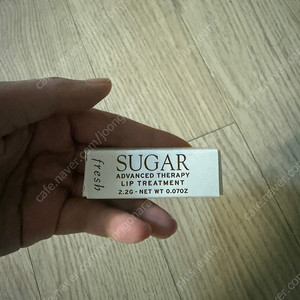 fresh
SUGAR
ADVANCED THERAPY
LIP TREATMENT
2.2G - NET WT 0.07OZ